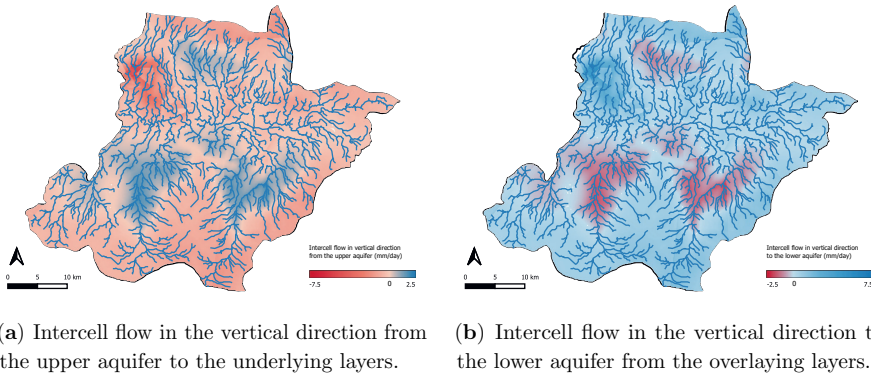 Intercell flow in vertical direction
from the upper aquifer (mm/day)
0 5 10 km
-7.5 0 2.5
Intercell flow in vertical direction
to the lower aquifer (mm/day)
0 5 10 km
-2.5 0 7.5
(a) Intercell flow in the vertical direction from
the upper aquifer to the underlying layers.
(b) Intercell flow in the vertical direction
the lower aquifer from the overlaying layers.